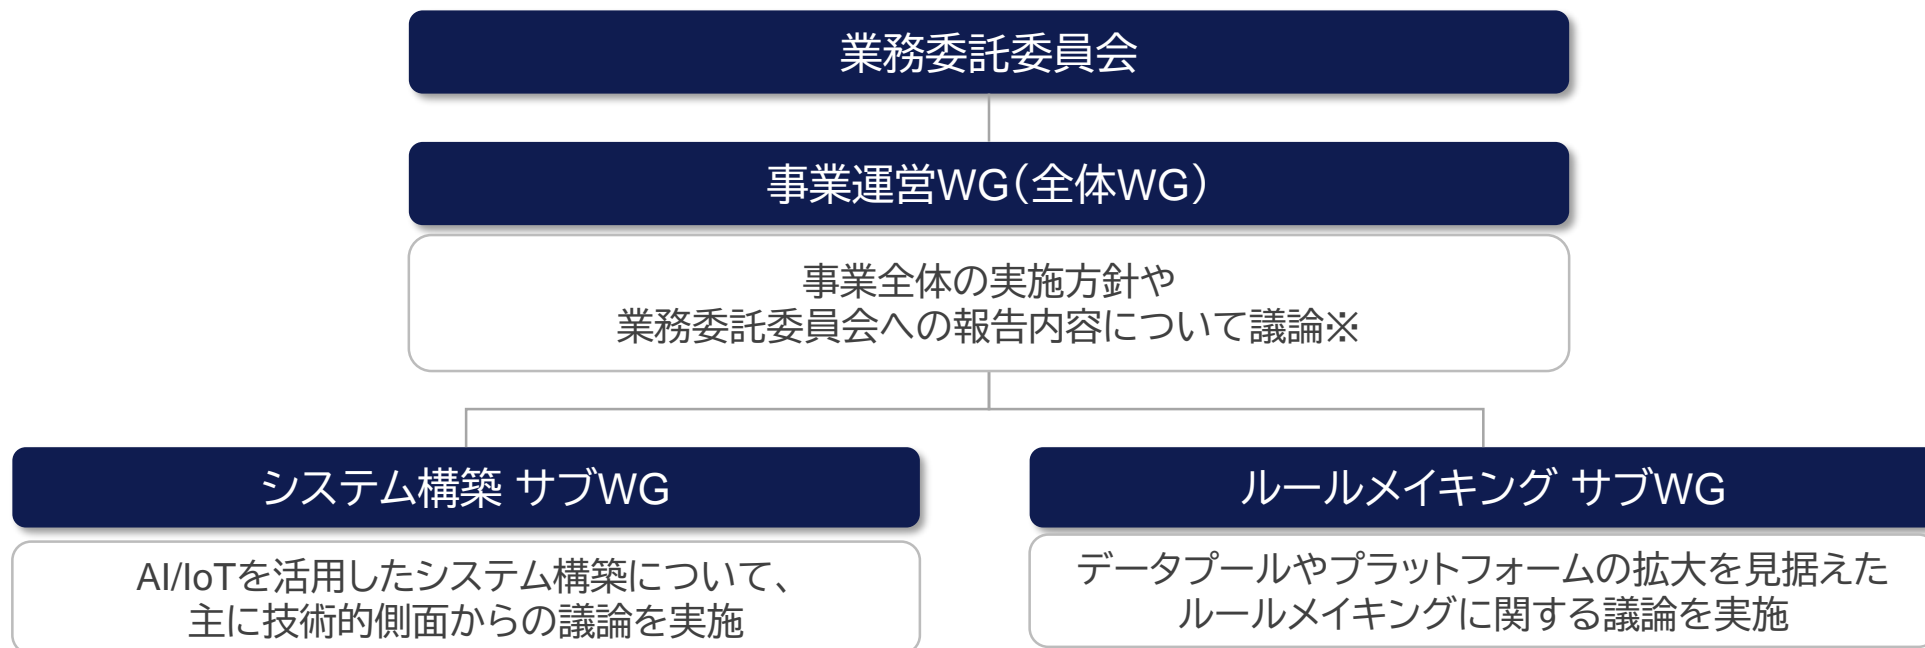 業務委託委員会
事業運営WG（全体WG）
事業全体の実施方針や
業務委託委員会への報告内容について議論※
システム構築 サブWG
AI/IoTを活用したシステム構築について、
主に技術的側面からの議論を実施
ルールメイキング サブWG
データプールやプラットフォームの拡大を見据えた
ルールメイキングに関する議論を実施